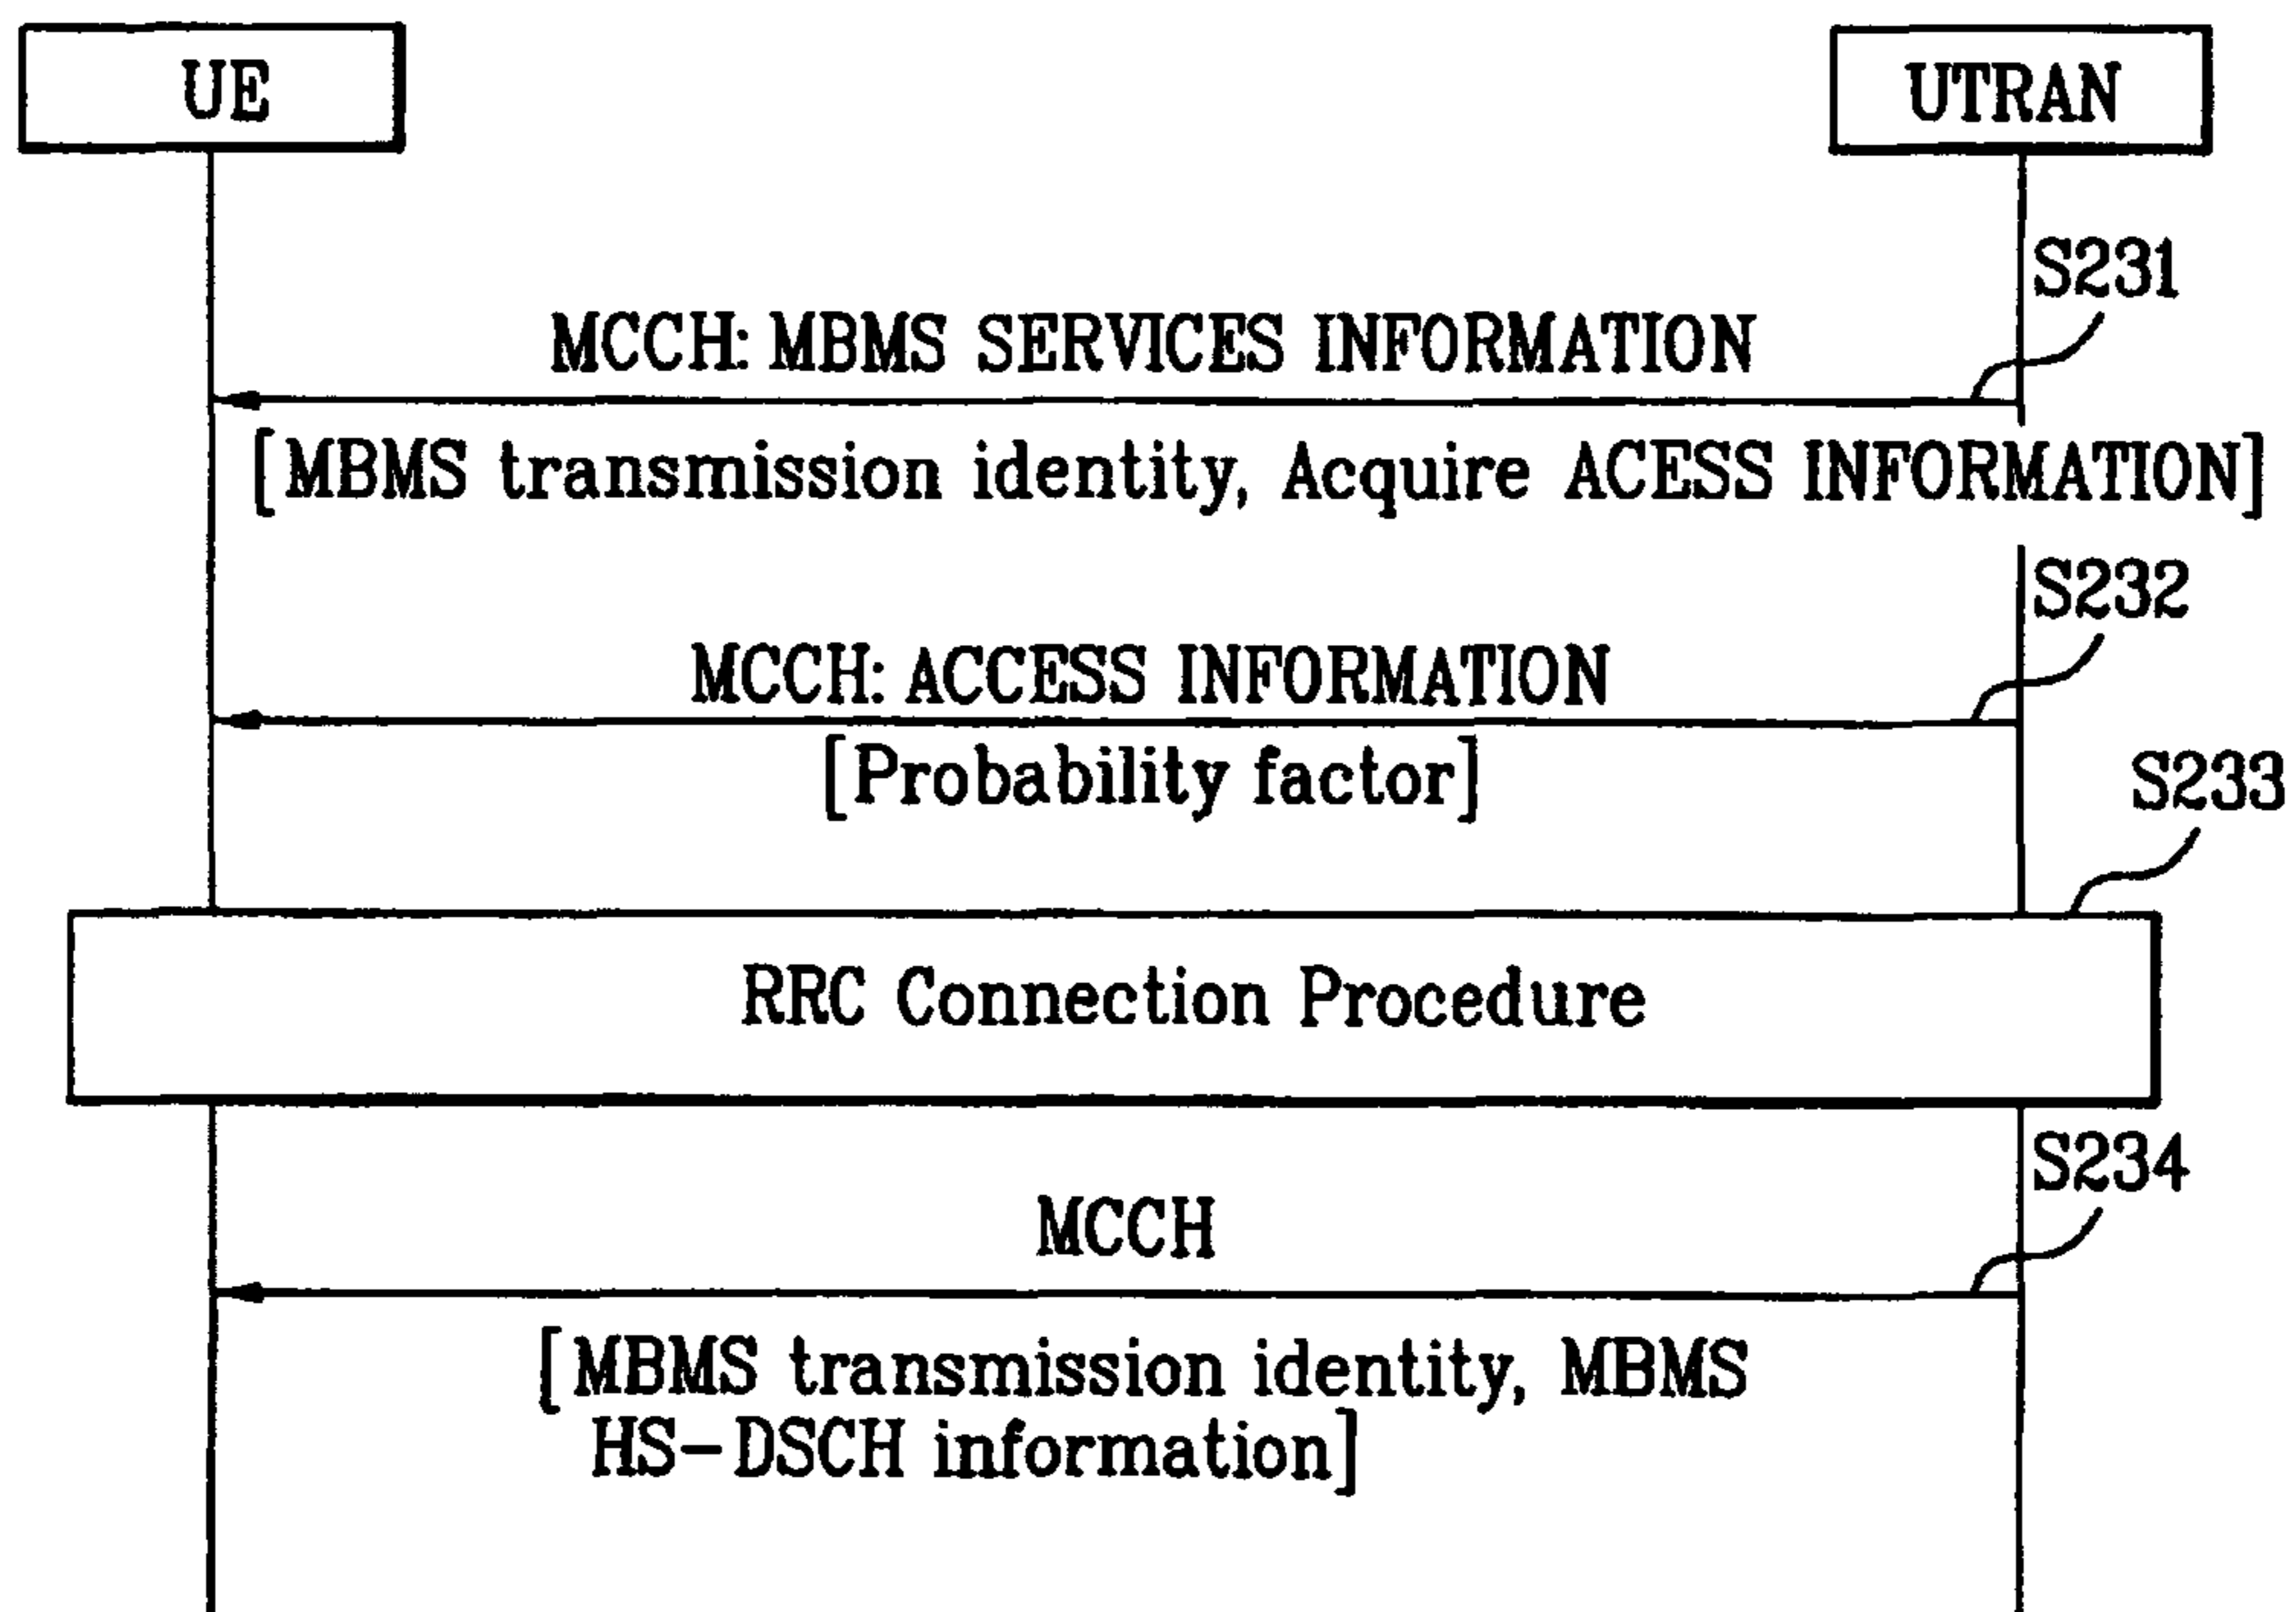 UE
UTRAN
S231
MCCH: MBMS SERVICES INFORMATION
[MBMS transmission identity, Acquire ACESS INFORMATION]
S232
MCCH: ACCESS INFORMATION
[Probability factor]
S233
RRC Connection Procedure
S234
MCCH
[MBMS transmission identity, MBMS
HS-DSCH information]